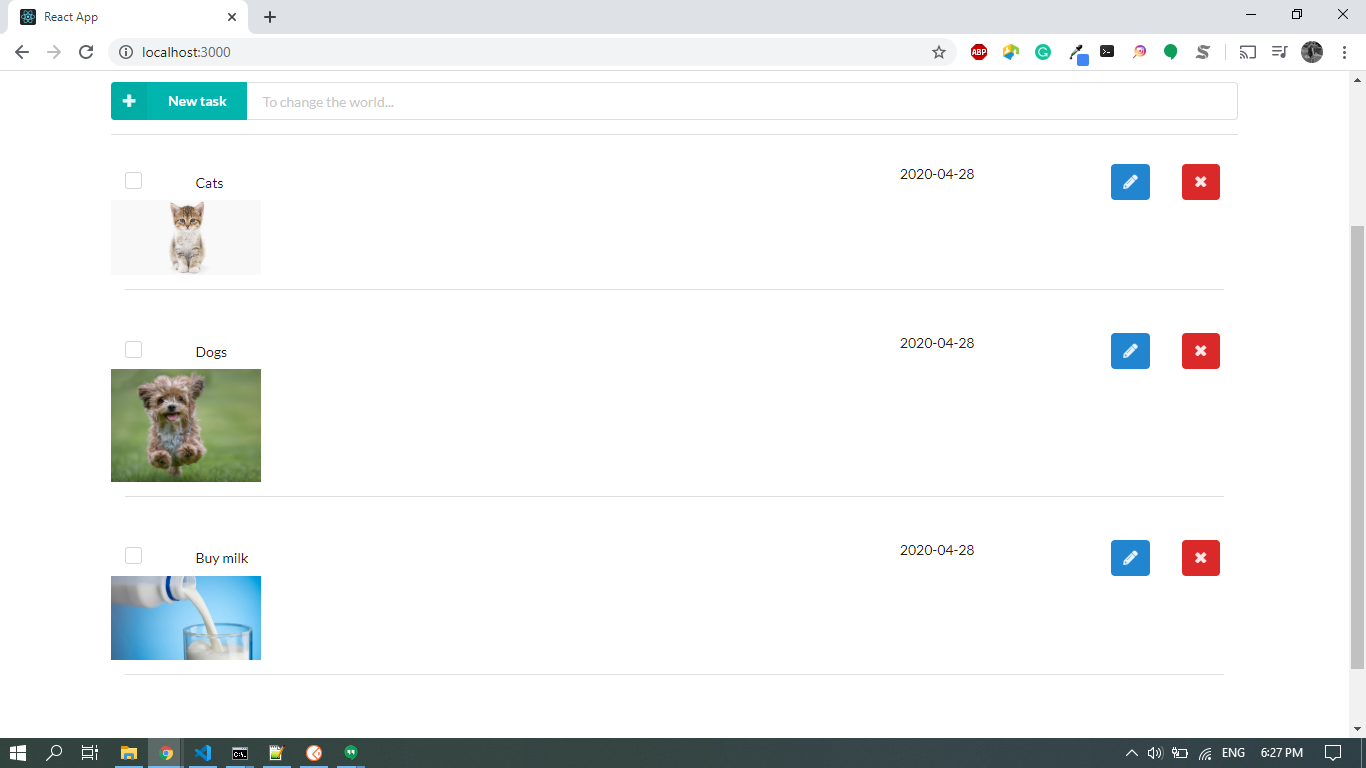 React App
localhost:3000
ABP
New task
To change the world...
Cats
2020-04-28
Dogs
2020-04-28
Buy milk
2020-04-28
ENG
6:27 PM